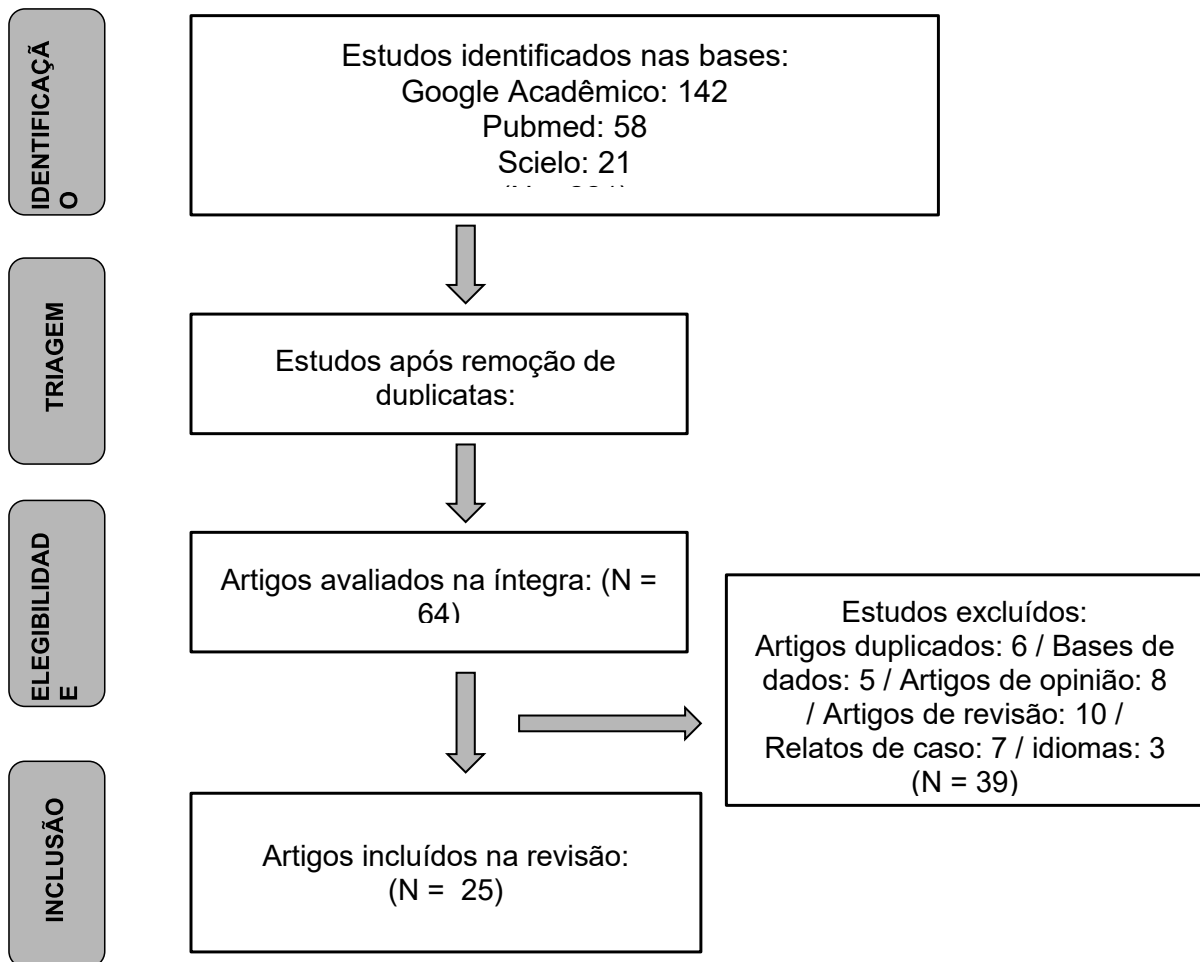 IDENTIFICAÇÃ
O
Estudos identificados nas bases:
Google Acadêmico: 142
Pubmed: 58
Scielo: 21
TRIAGEM
Estudos após remoção de
duplicatas:
ELEGIBILIDAD
E
Artigos avaliados na íntegra: (N =
64)
Estudos excluídos:
Artigos duplicados: 6 / Bases de
dados: 5 / Artigos de opinião: 8
/ Artigos de revisão: 10 /
Relatos de caso: 7 / idiomas: 3
(N = 39)
INCLUSÃO
Artigos incluídos na revisão:
(N = 25)